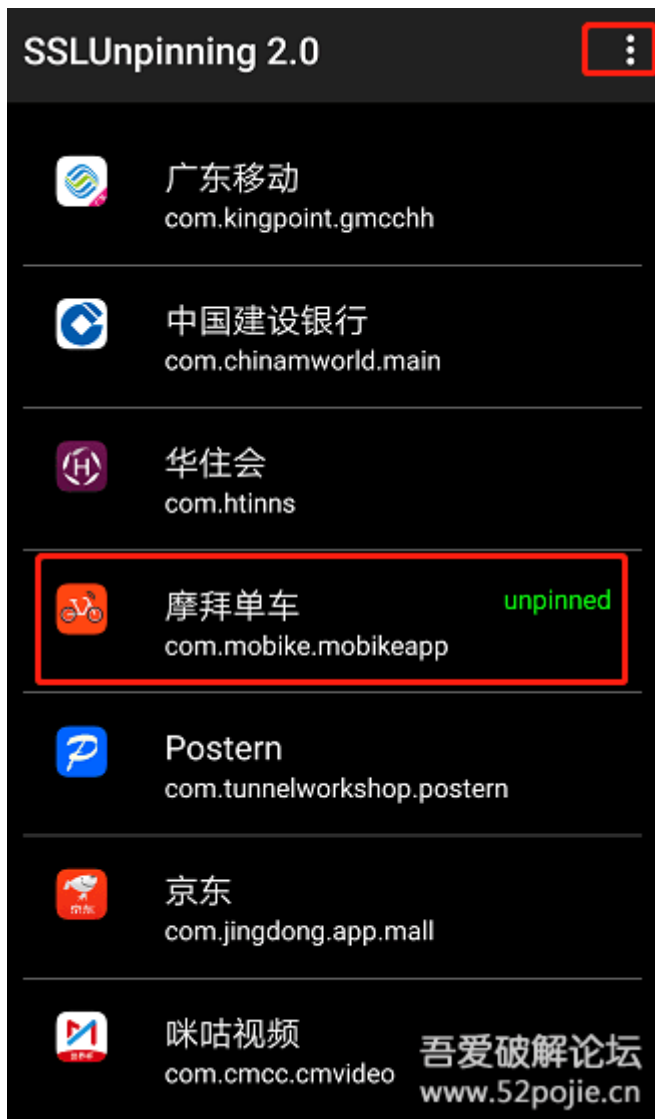 SSLUnpinning 2.0
广东移动
com.kingpoint.gmcchh
中国建设银行
com.chinamworld.main
华住会
com.htinns
摩拜单车
unpinned
com.mobike.mobikeapp
Postern
com.tunnelworkshop.postern
京东
com.jingdong.app.mall
咪咕视频
com.cmcc.cmvideo
吾爱破解论坛
www.52pojie.cn